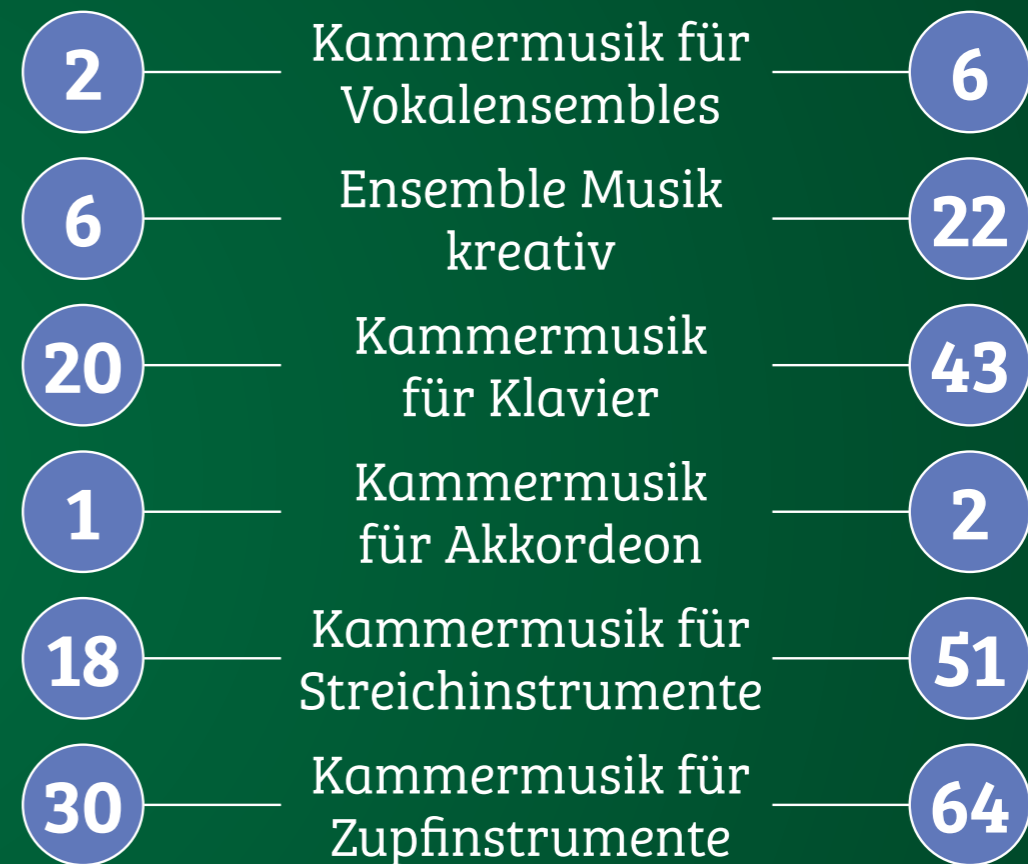 2
Kammermusik für
Vokalensembles
6
6
Ensemble Musik
kreativ
22
20
Kammermusik
für Klavier
43
1
Kammermusik
für Akkordeon
2
18
Kammermusik für
Streichinstrumente
51
30
Kammermusik für
Zupfinstrumente
64